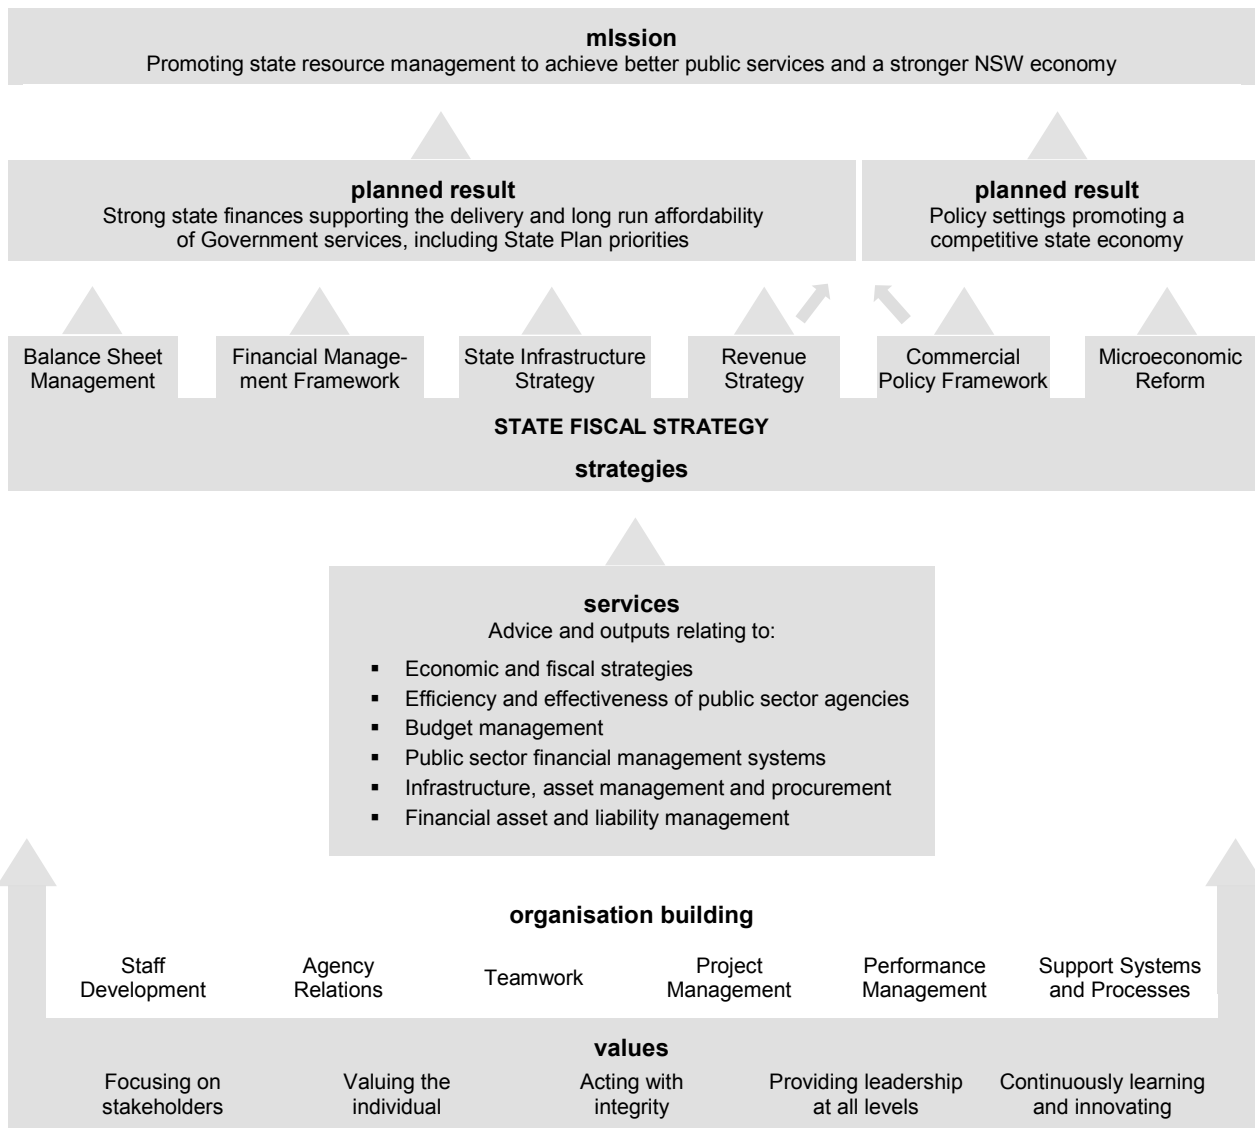 mIssion
Promoting state resource management to achieve better public services and a stronger NSW economy
planned result
Strong state finances supporting the delivery and long run affordability
of Government services, including State Plan priorities
planned result
Policy settings promoting a
competitive state economy
Balance Sheet
Management
Financial Manage-
ment Framework
State Infrastructure
Strategy
Revenue
Strategy
Commercial
Policy Framework
Microeconomic
Reform
STATE FISCAL STRATEGY
strategies
services
Advice and outputs relating to:
▪ Economic and fiscal strategies
▪ Efficiency and effectiveness of public sector agencies
▪ Budget management
▪ Public sector financial management systems
▪ Infrastructure, asset management and procurement
▪ Financial asset and liability management
organisation building
Staff
Development
Agency
Relations
Teamwork
Project
Management
Performance
Management
Support Systems
and Processes
values
Focusing on
stakeholders
Valuing the
individual
Acting with
integrity
Providing leadership
at all levels
Continuously learning
and innovating